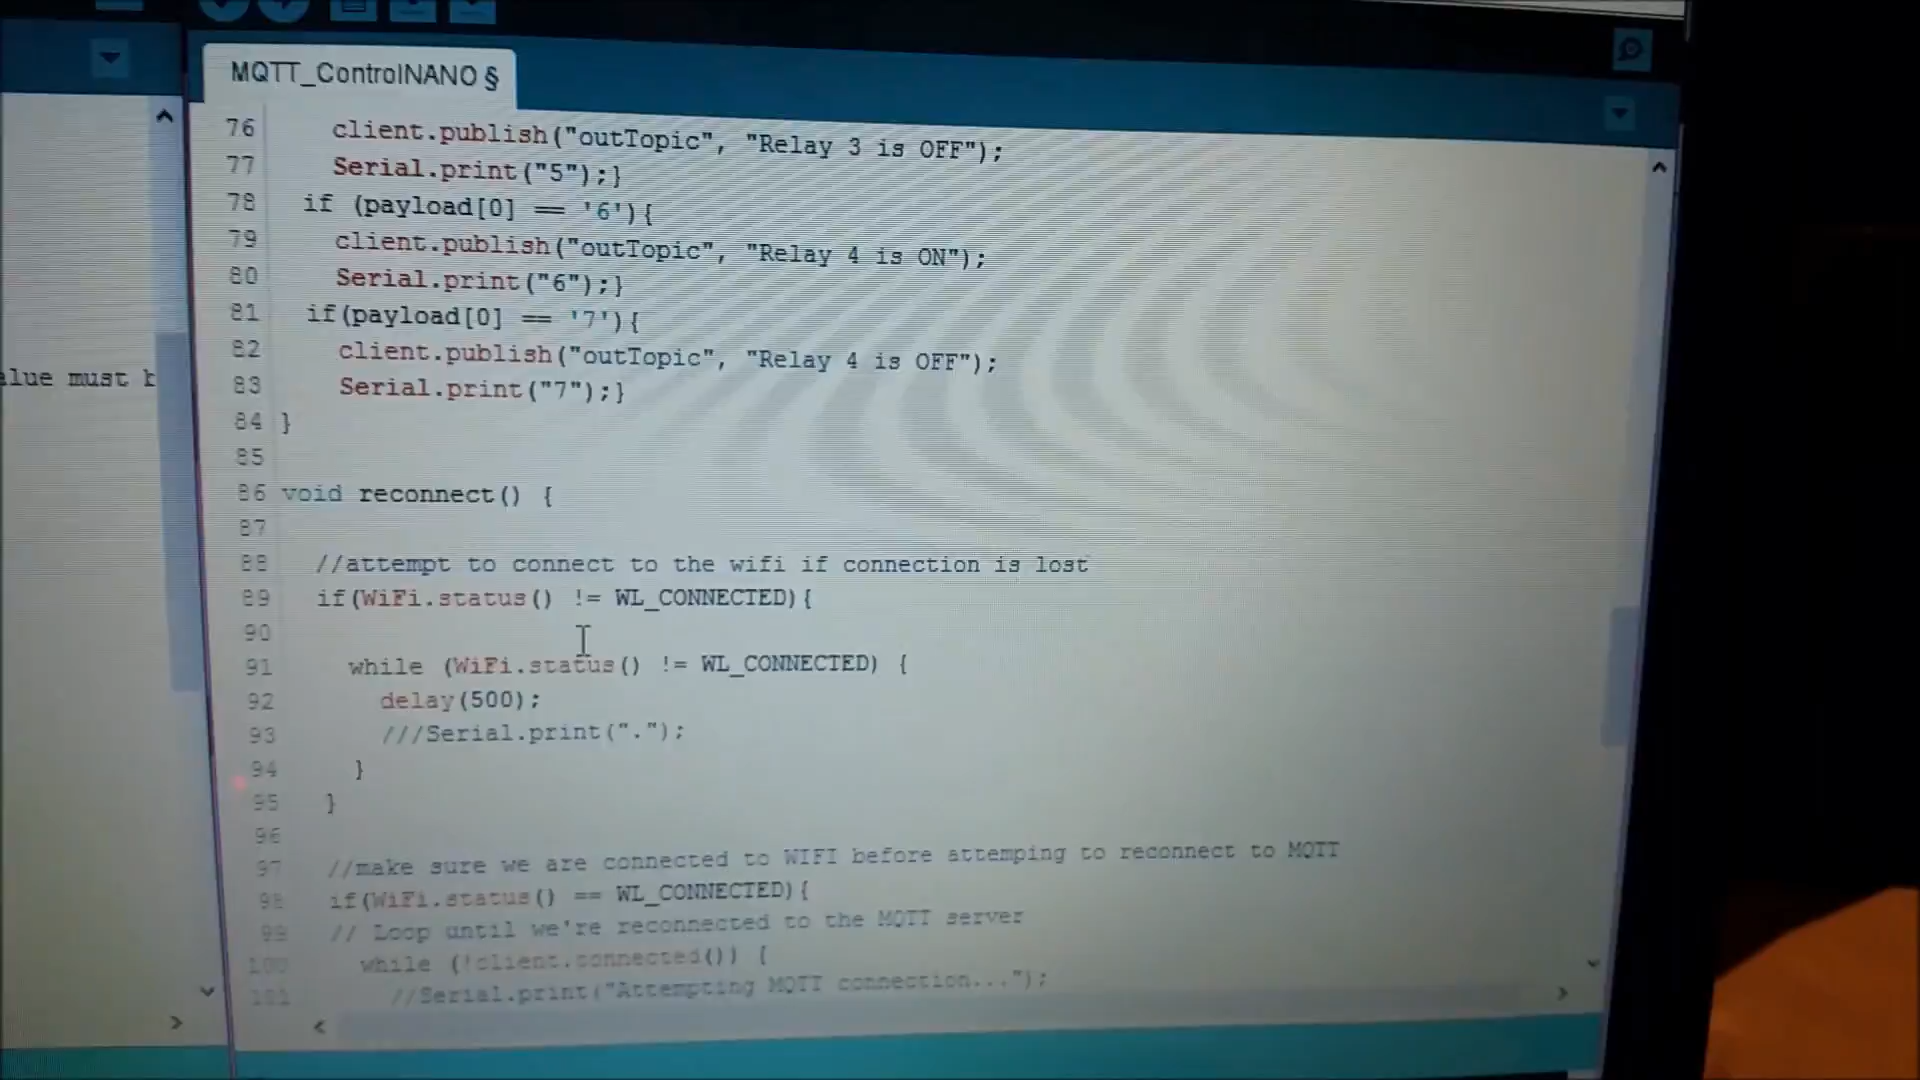 MQTT_ControlNANO §
76 client.publish("outTopic", "Relay 3 is OFF");
77 Serial.print("5");}
78 if (payload[0] == '6'){
79 client.publish("outTopic", "Relay 4 is ON");
80 Serial.print("6");}
81 if(payload[0] == '7'){
82 client.publish("outTopic", "Relay 4 is OFF");
83 Serial.print("7");}
84 }
85
86 void reconnect() {
87
88 //attempt to connect to the wifi if connection is lost
89 if(WiFi.status() != WL_CONNECTED){
90
91 while (WiFi.status() != WL_CONNECTED) {
92 delay(500);
93 ///Serial.print(".");
94 }
95 }
96
97 //make sure we are connected to WIFI before attemping to reconnect to MQTT
98 if(WiFi.status() == WL_CONNECTED){
99 // Loop until we're reconnected to the MQTT server
100 while (!client.connected()) {
101 //Serial.print("Attempting MQTT connection...");
must